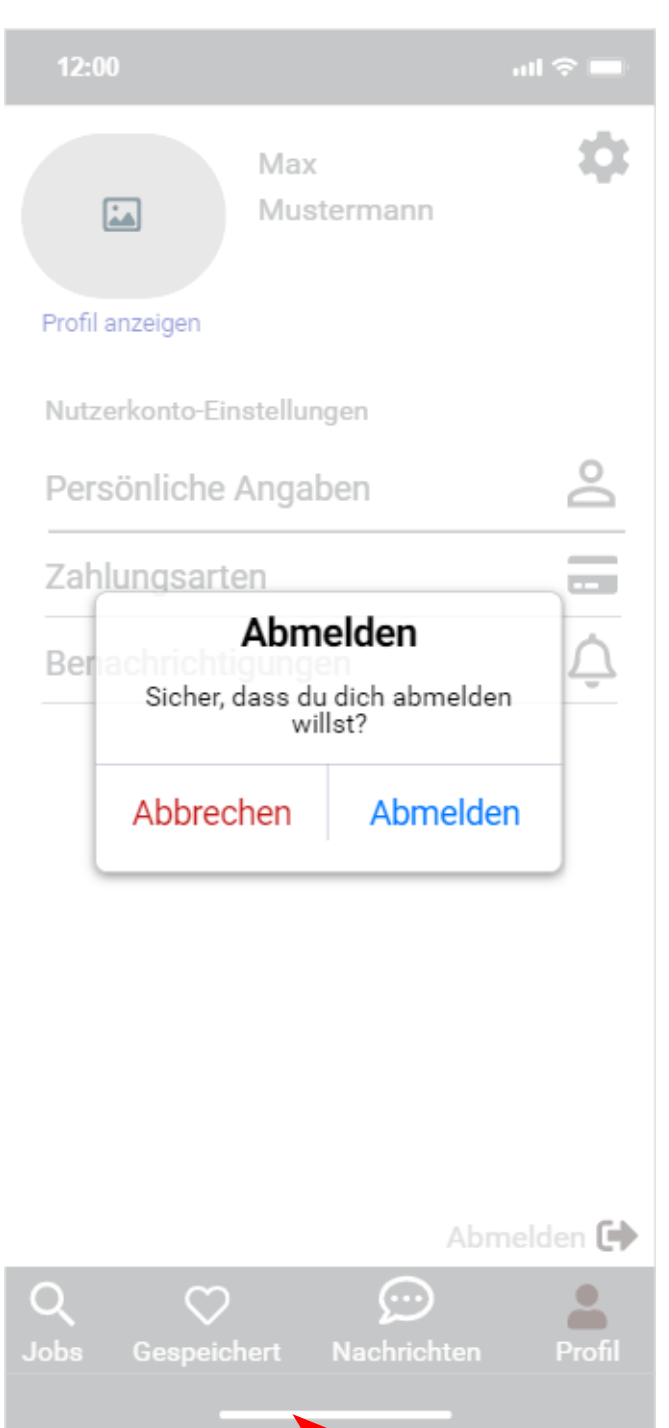 12:00
Max
Mustermann
Profil anzeigen
Nutzerkonto-Einstellungen
Persönliche Angaben
Zahlungsarten
Benachrichtigungen
Abmelden
Sicher, dass du dich abmelden
willst?
Abbrechen Abmelden
Abmelden
Jobs Gespeichert Nachrichten Profil